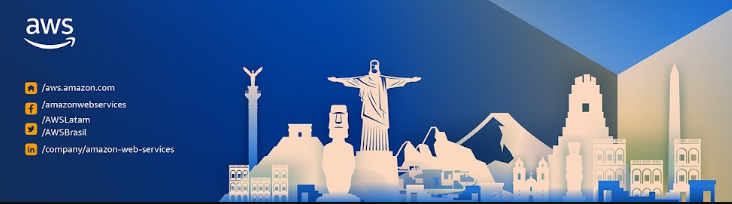 aws
/aws.amazon.com
/amazonwebservices
/AWSLatam
/AWSBrasil
/company/amazon-web-services